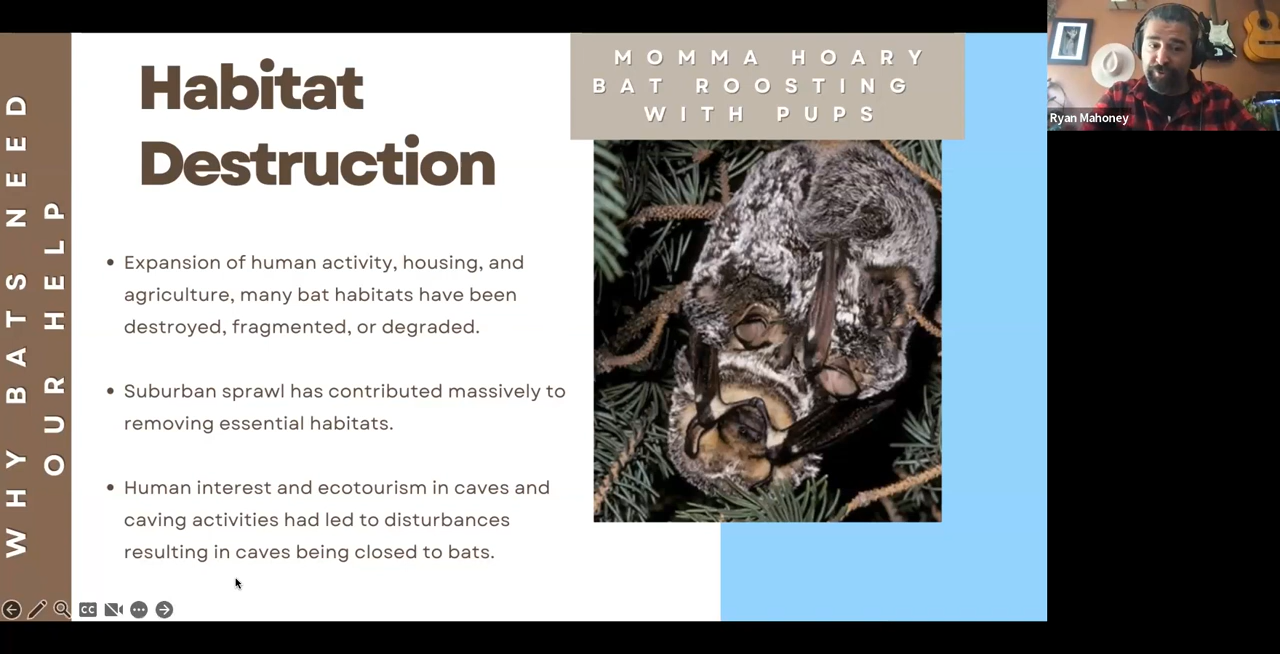 WHY BATS NEED
OUR HELP
Habitat
Destruction
• Expansion of human activity, housing, and
agriculture, many bat habitats have been
destroyed, fragmented, or degraded.
• Suburban sprawl has contributed massively to
removing essential habitats.
• Human interest and ecotourism in caves and
caving activities had led to disturbances
resulting in caves being closed to bats.
MOMMA HOARY
BAT ROOSTING
WITH PUPS
Ryan Mahoney
CC